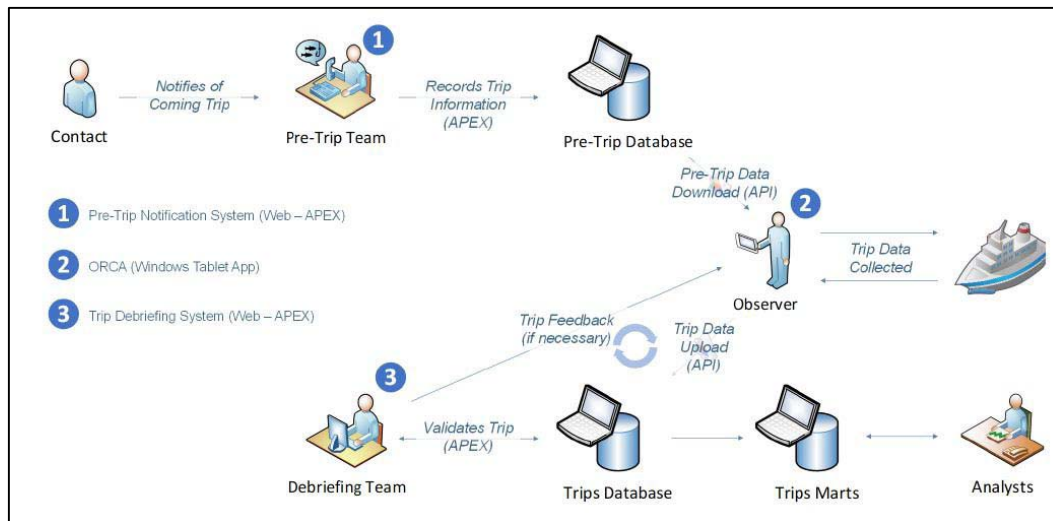 1
Notifies of
Coming Trip
Records Trip
Information
(APEX)
Contact
Pre-Trip Team
Pre-Trip Database
Pre-Trip Data
Download (API)
2
1 Pre-Trip Notification System (Web – APEX)
2 ORCA (Windows Tablet App)
3 Trip Debriefing System (Web – APEX)
Trip Data
Collected
Observer
Trip Feedback
(if necessary)
Trip Data
Upload
(API)
3
Validates Trip
(APEX)
Debriefing Team
Trips Database
Trips Marts
Analysts